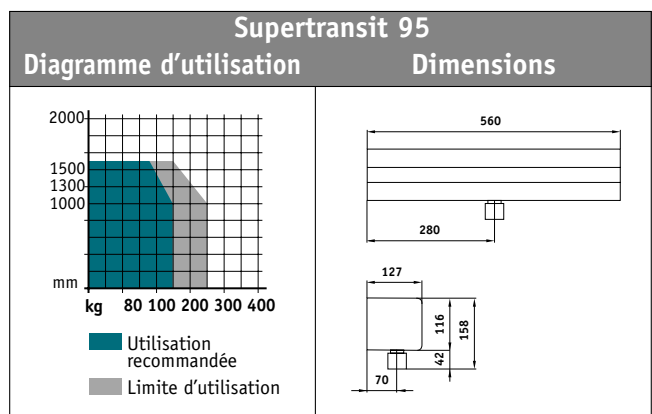 Supertransit 95
Diagramme d'utilisation
Dimensions
2000
1500
1300
1000
mm
kg 80 100 200 300 400
Utilisation
recommandée
Limite d'utilisation
560
280
127
116
158
42
70